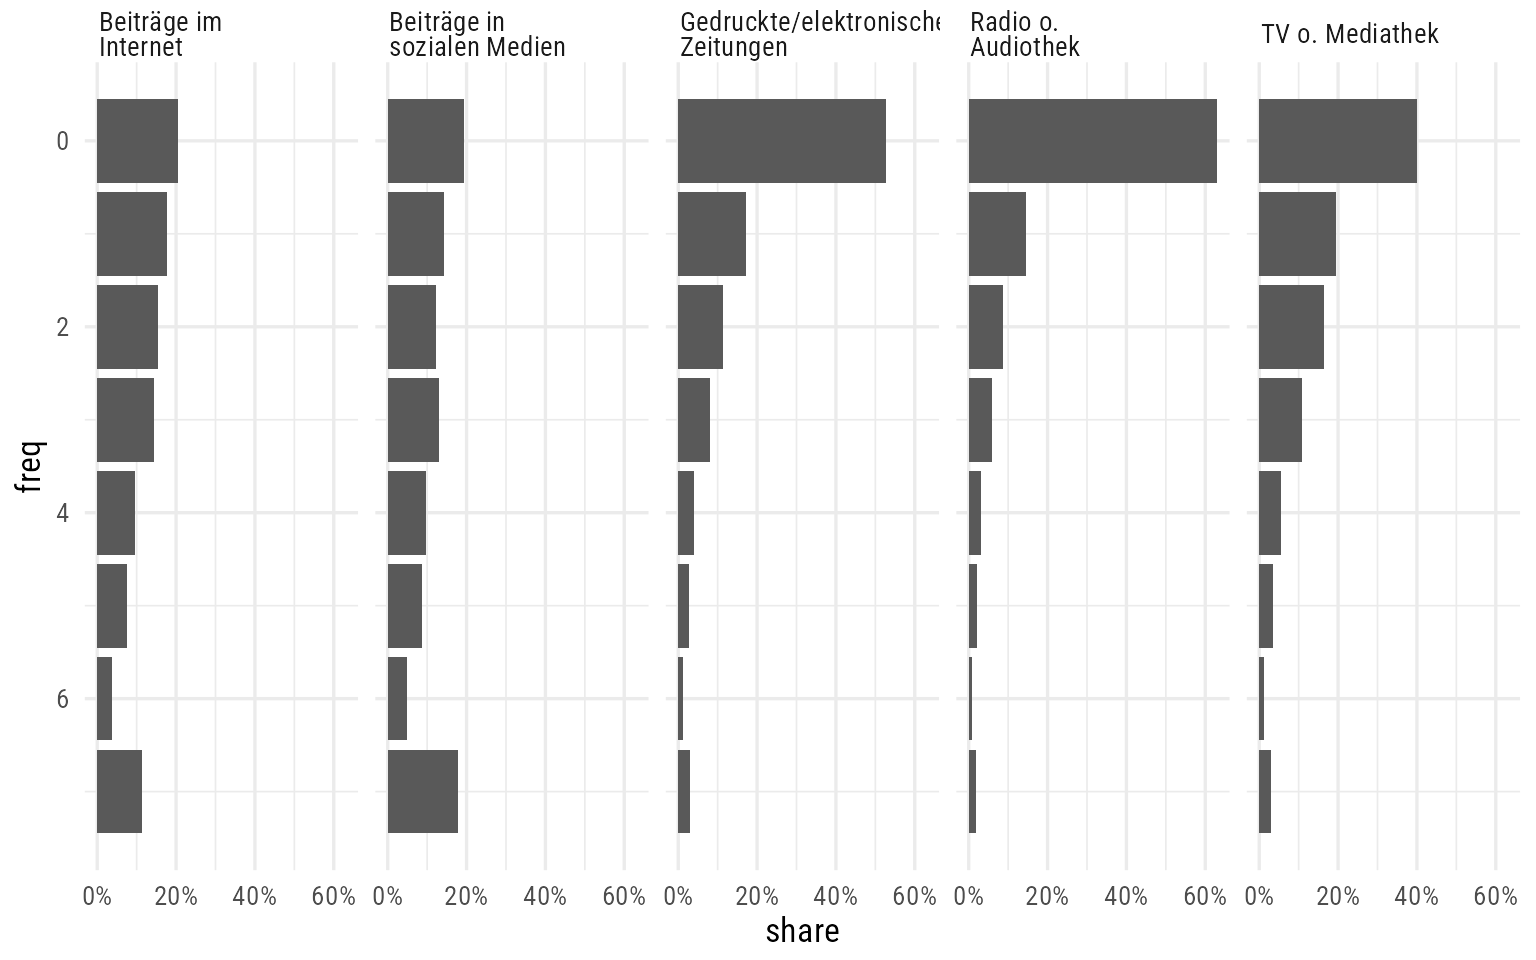 Beiträge im
Internet
Beiträge in
sozialen Medien
Gedruckte/elektronische
Zeitungen
Radio o.
Audiothek
TV o. Mediathek
0
2
4
6
freq
0% 20% 40% 60% 0% 20% 40% 60% 0% 20% 40% 60% 0% 20% 40% 60% 0% 20% 40% 60%
share